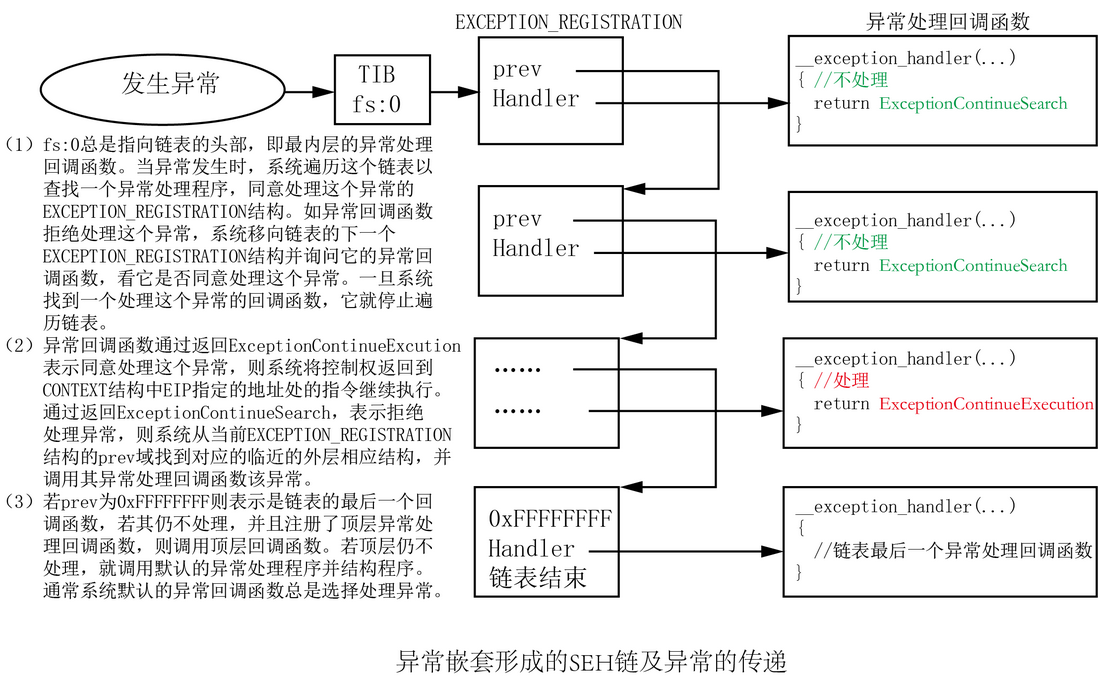 EXCEPTION_REGISTRATION
异常处理回调函数
发生异常
TIB
fs:0
prev
Handler
__exception_handler(...)
{ //不处理
return ExceptionContinueSearch
}
(1) fs:0总是指向链表的头部，即最内层的异常处理
回调函数。当异常发生时，系统遍历这个链表以
查找一个异常处理程序，同意处理这个异常的
EXCEPTION_REGISTRATION结构。如异常回调函数
拒绝处理这个异常，系统移向链表的下一个
EXCEPTION_REGISTRATION结构并询问它的异常回
调函数，看它是否同意处理这个异常。一旦系统
找到一个处理这个异常的回调函数，它就停止遍
历链表。
prev
Handler
__exception_handler(...)
{ //不处理
return ExceptionContinueSearch
}
(2) 异常回调函数通过返回ExceptionContinueExcution
表示同意处理这个异常，则系统将控制权返回到
CONTEXT结构中EIP指定的地址处的指令继续执行。
通过返回ExceptionContinueSearch，表示拒绝
处理异常，则系统从当前EXCEPTION_REGISTRATION
结构的prev域找到对应的临近的外层相应结构，并
调用其异常处理回调函数该异常。
……
……
__exception_handler(...)
{ //处理
return ExceptionContinueExecution
}
(3) 若prev为0xFFFFFFFF则表示是链表的最后一个回
调函数，若其仍不处理，并且注册了顶层异常处
理回调函数，则调用顶层回调函数。若顶层仍不
处理，就调用默认的异常处理程序并结构程序。
通常系统默认的异常回调函数总是选择处理异常。
0xFFFFFFFF
Handler
链表结束
__exception_handler(...)
{
//链表最后一个异常处理回调函数
}
异常嵌套形成的SEH链及异常的传递